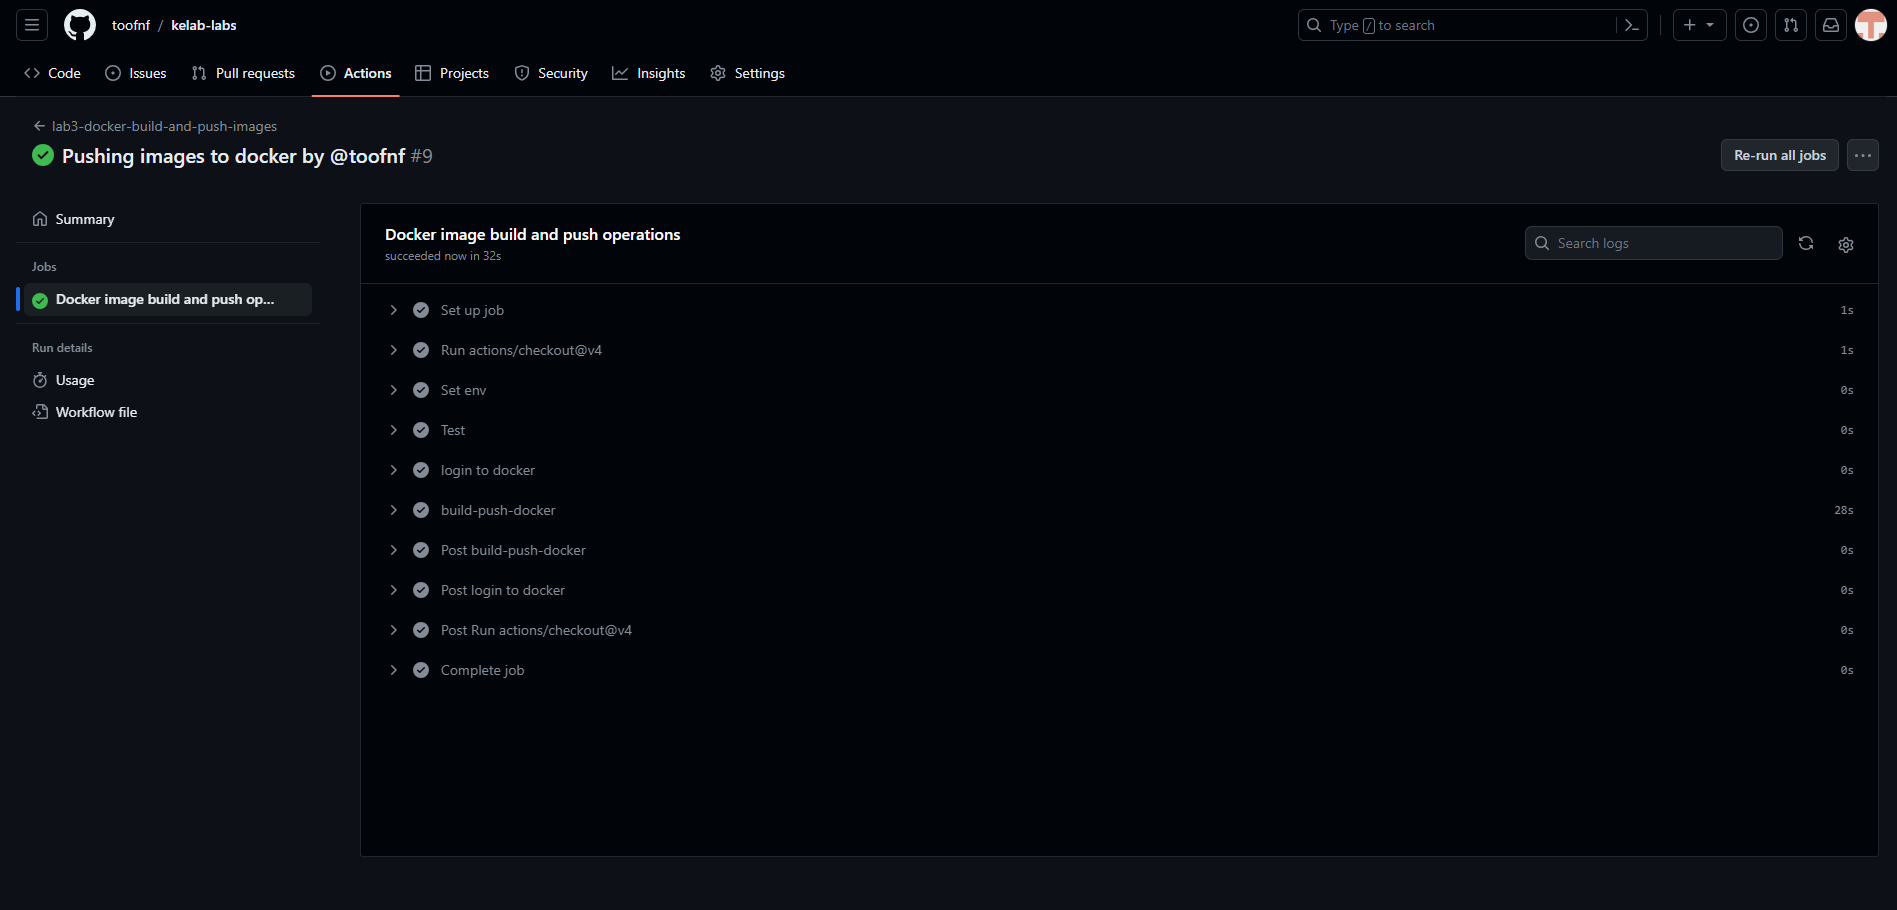 toofnf / kelab-labs
Type / to search
Code
Issues
Pull requests
Actions
Projects
Security
Insights
Settings
lab3-docker-build-and-push-images
Pushing images to docker by @toofnf #9
Re-run all jobs
Summary
Jobs
Docker image build and push op...
Run details
Usage
Workflow file
Docker image build and push operations
succeeded now in 32s
Search logs
Set up job 1s
Run actions/checkout@v4 1s
Set env 0s
Test 0s
login to docker 0s
build-push-docker 28s
Post build-push-docker 0s
Post login to docker 0s
Post Run actions/checkout@v4 0s
Complete job 0s